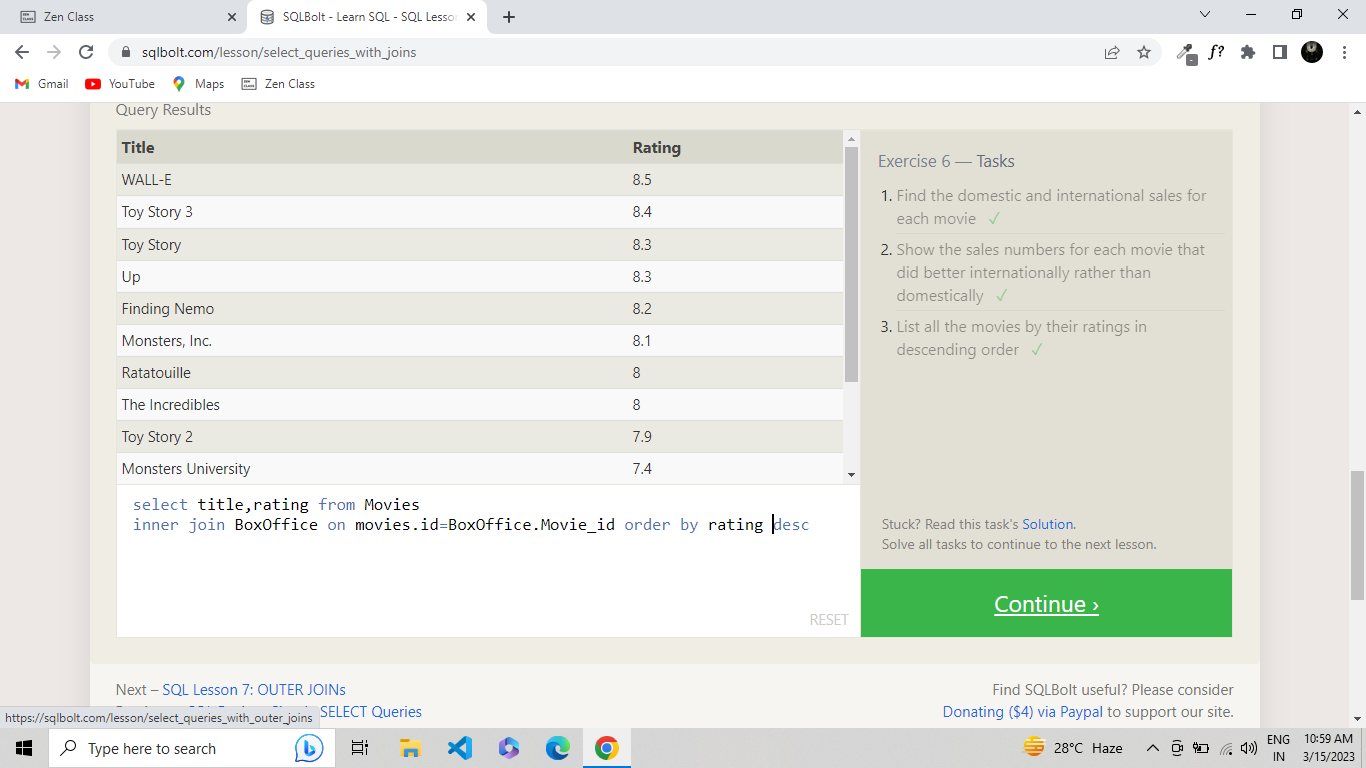 Zen Class
SQLBolt - Learn SQL - SQL Lesson
sqlbolt.com/lesson/select_queries_with_joins
f?
Gmail YouTube Maps Zen Class
Query Results
Title Rating
WALL-E 8.5
Toy Story 3 8.4
Toy Story 8.3
Up 8.3
Finding Nemo 8.2
Monsters, Inc. 8.1
Ratatouille 8
The Incredibles 8
Toy Story 2 7.9
Monsters University 7.4
select title,rating from Movies
inner join BoxOffice on movies.id=BoxOffice.Movie_id order by rating desc
RESET
Exercise 6 — Tasks
1. Find the domestic and international sales for
each movie ✓
2. Show the sales numbers for each movie that
did better internationally rather than
domestically ✓
3. List all the movies by their ratings in
descending order ✓
Stuck? Read this task's Solution.
Solve all tasks to continue to the next lesson.
Continue ›
Next – SQL Lesson 7: OUTER JOINs
SELECT Queries
Find SQLBolt useful? Please consider
Donating ($4) via Paypal to support our site.
https://sqlbolt.com/lesson/select_queries_with_outer_joins
Type here to search
28°C Haze
ENG
IN
10:59 AM
3/15/2023